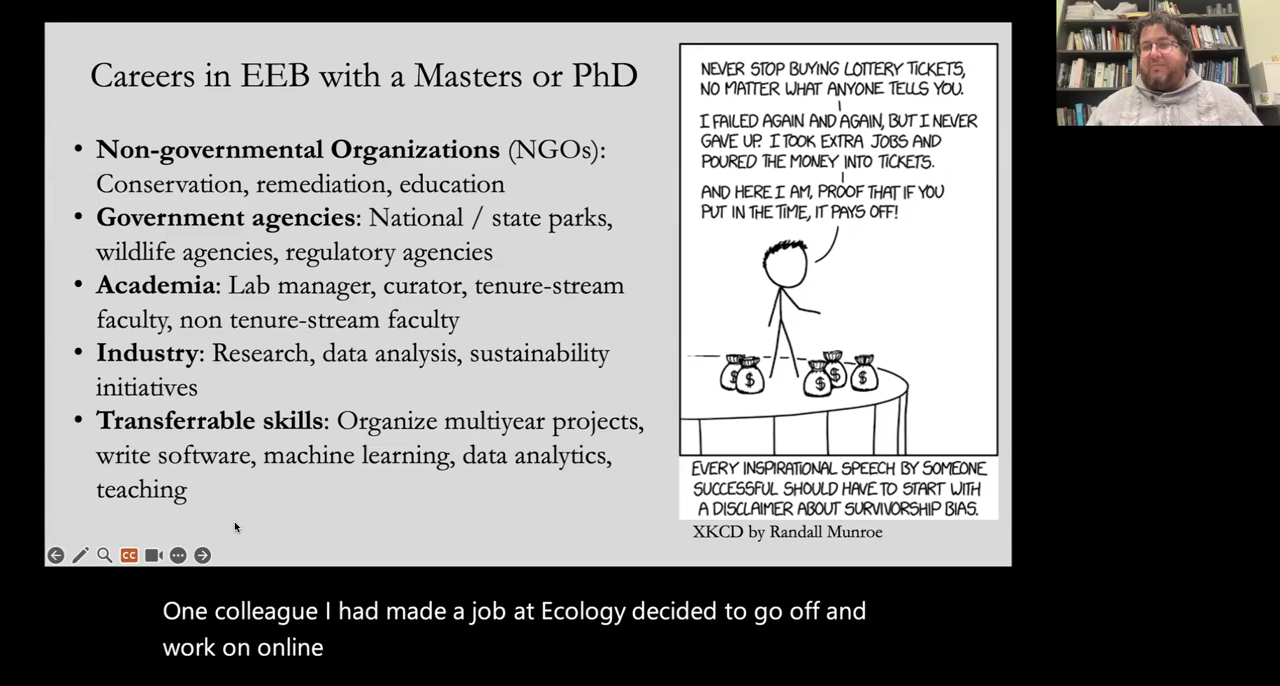 Careers in EEB with a Masters or PhD
• Non-governmental Organizations (NGOs):
Conservation, remediation, education
• Government agencies: National / state parks,
wildlife agencies, regulatory agencies
• Academia: Lab manager, curator, tenure-stream
faculty, non tenure-stream faculty
• Industry: Research, data analysis, sustainability
initiatives
• Transferrable skills: Organize multiyear projects,
write software, machine learning, data analytics,
teaching
NEVER STOP BUYING LOTTERY TICKETS,
NO MATTER WHAT ANYONE TELLS YOU.
I FAILED AGAIN AND AGAIN, BUT I NEVER
GAVE UP. I TOOK EXTRA JOBS AND
POURED THE MONEY INTO TICKETS.
AND HERE I AM, PROOF THAT IF YOU
PUT IN THE TIME, IT PAYS OFF!
$ $ $ $ $
EVERY INSPIRATIONAL SPEECH BY SOMEONE
SUCCESSFUL SHOULD HAVE TO START WITH
A DISCLAIMER ABOUT SURVIVORSHIP BIAS.
XKCD by Randall Munroe
CC
One colleague I had made a job at Ecology decided to go off and
work on online